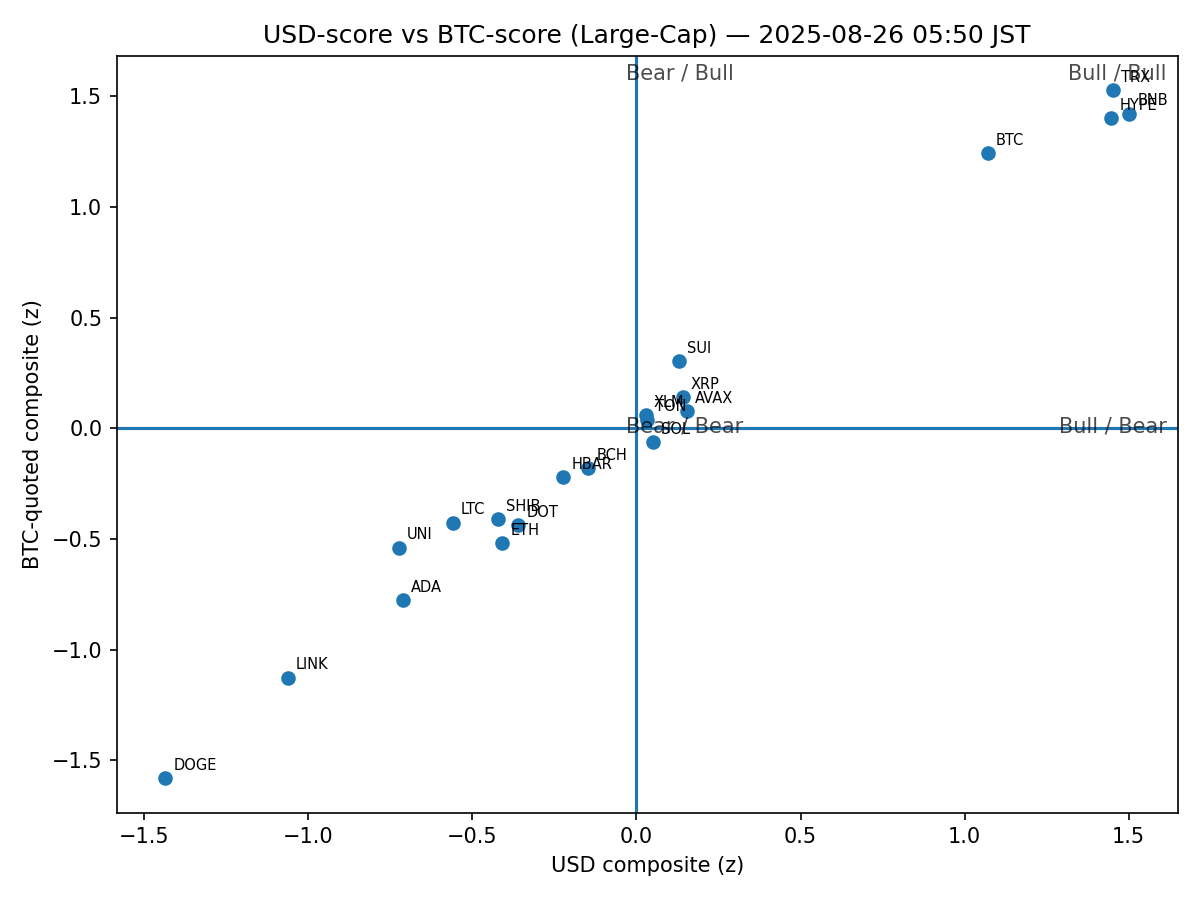 USD-score vs BTC-score (Large-Cap) — 2025-08-26 05:50 JST
Bear / Bull
Bull / Bull
TRX
BNB
HYPE
BTC
SUI
XRP
AVAX
XLM
TON
Bear / Bear
SOL
Bull / Bear
BCH
HBAR
SHIB
LTC
DOT
ETH
UNI
ADA
LINK
DOGE
1.5
1.0
0.5
0.0
−0.5
−1.0
−1.5
BTC-quoted composite (z)
−1.5
−1.0
−0.5
0.0
0.5
1.0
1.5
USD composite (z)